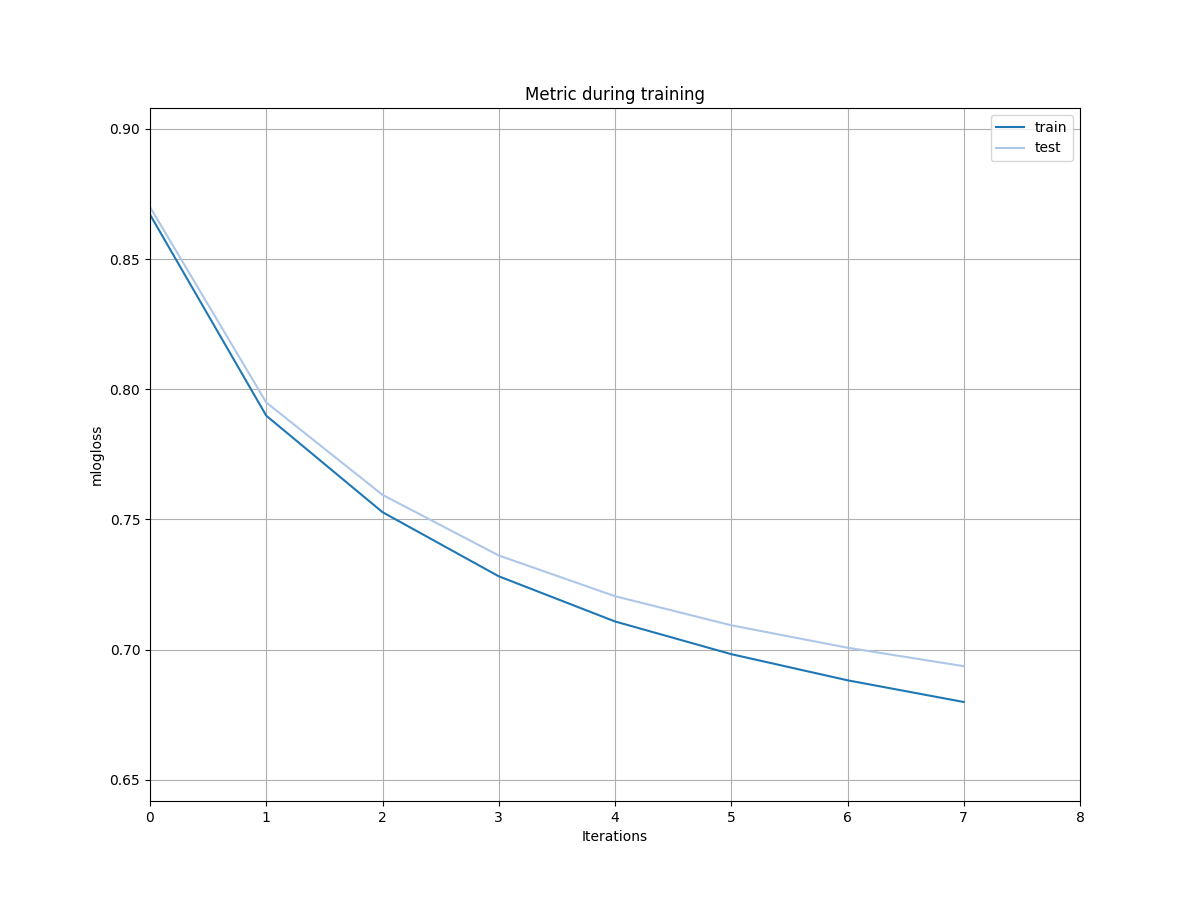 Metric during training
train
test
0.90
0.85
0.80
0.75
0.70
0.65
mlogloss
0 1 2 3 4 5 6 7 8
Iterations